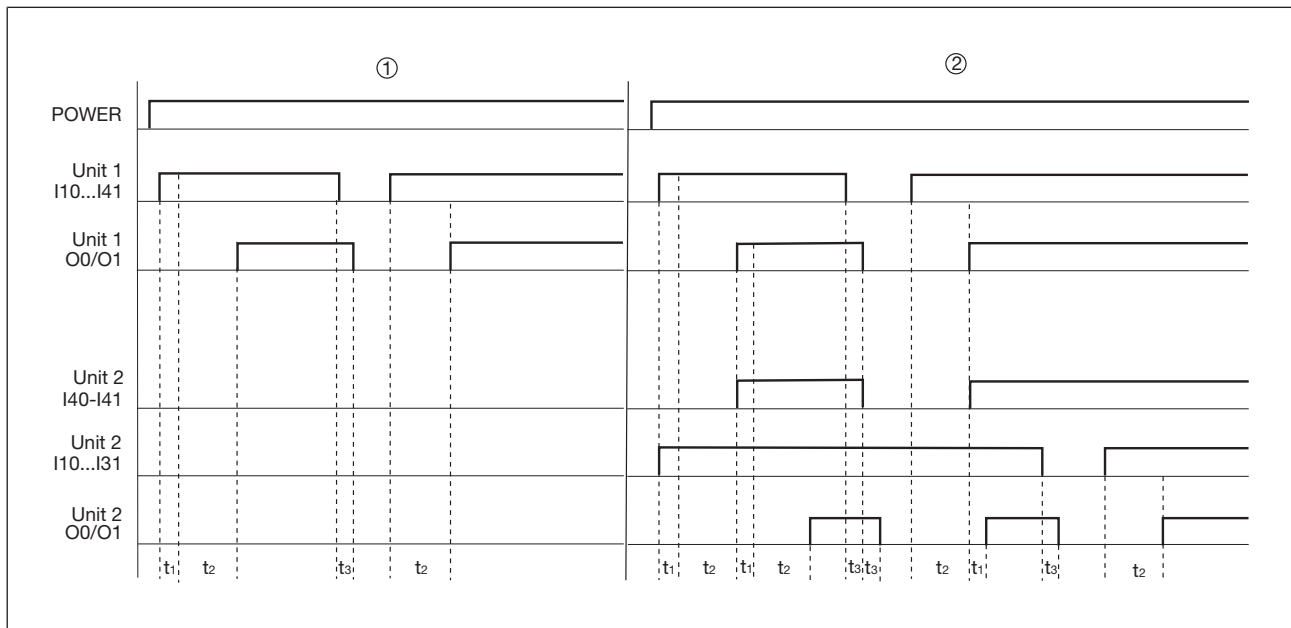 ① ②
POWER
Unit 1
I10...I41
Unit 1
O0/O1
Unit 2
I40-I41
Unit 2
I10...I31
Unit 2
O0/O1
t1 t2 t3 t2 t1 t2 t1 t2 t3 t3 t2 t1 t3 t2